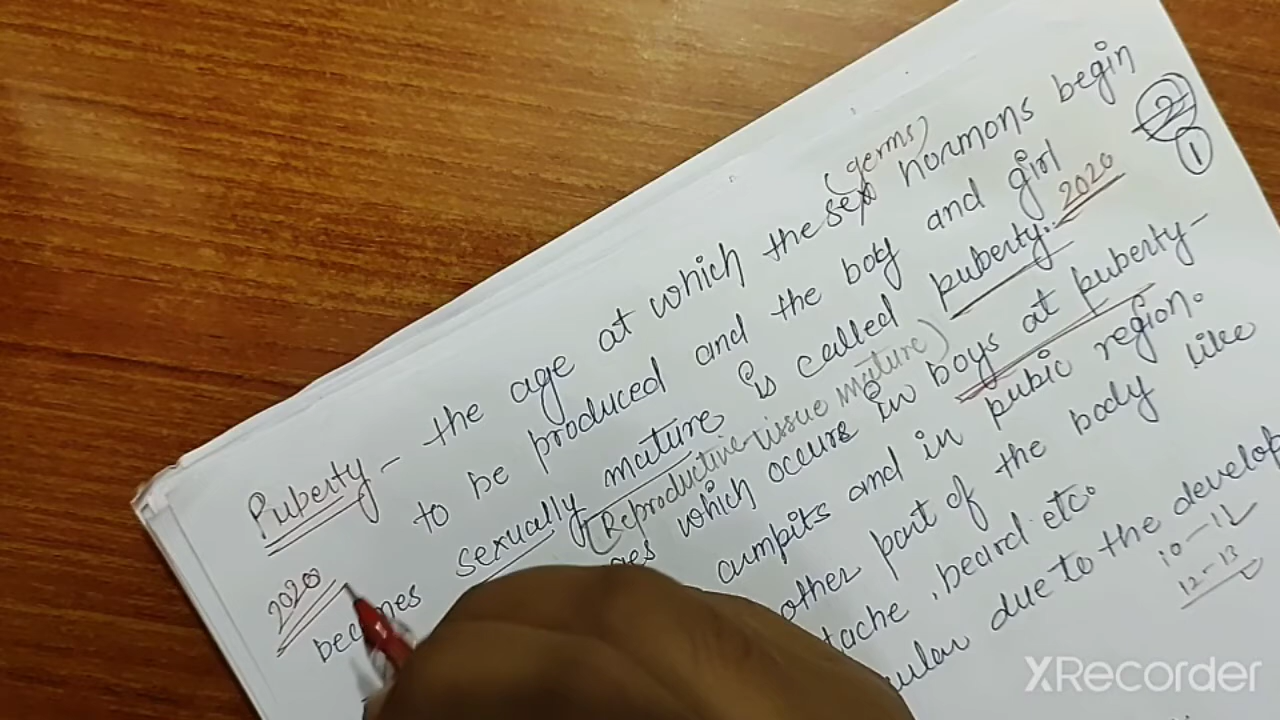 (germs)
Puberty - the age at which the sex hormons begin
② ①
to be produced and the boy and girl
becomes sexually mature is called puberty. 2020
2020
(Reproductive tissue mature)
which occurs in boys at puberty -
armpits and in pubic region.
other part of the body like
beard etc.
due to the develop
10-12
12-13
XRecorder